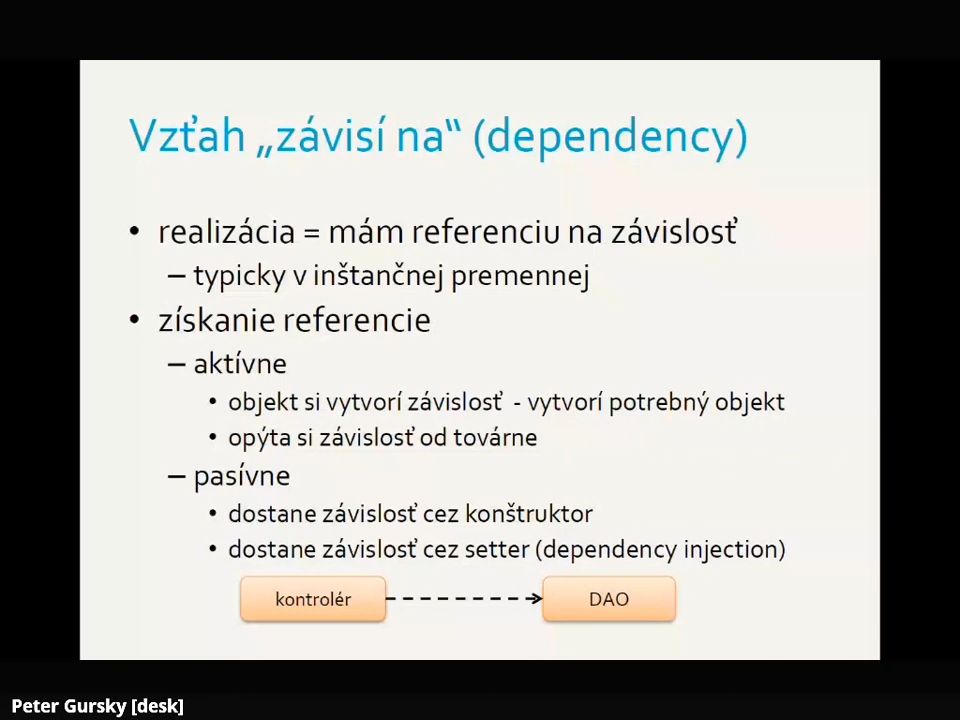 Vzťah „závisí na“ (dependency)
• realizácia = mám referenciu na závislosť
– typicky v inštančnej premennej
• získanie referencie
– aktívne
• objekt si vytvorí závislosť - vytvorí potrebný objekt
• opýta si závislosť od továrne
– pasívne
• dostane závislosť cez konštruktor
• dostane závislosť cez setter (dependency injection)
kontrolér
DAO
Peter Gursky [desk]